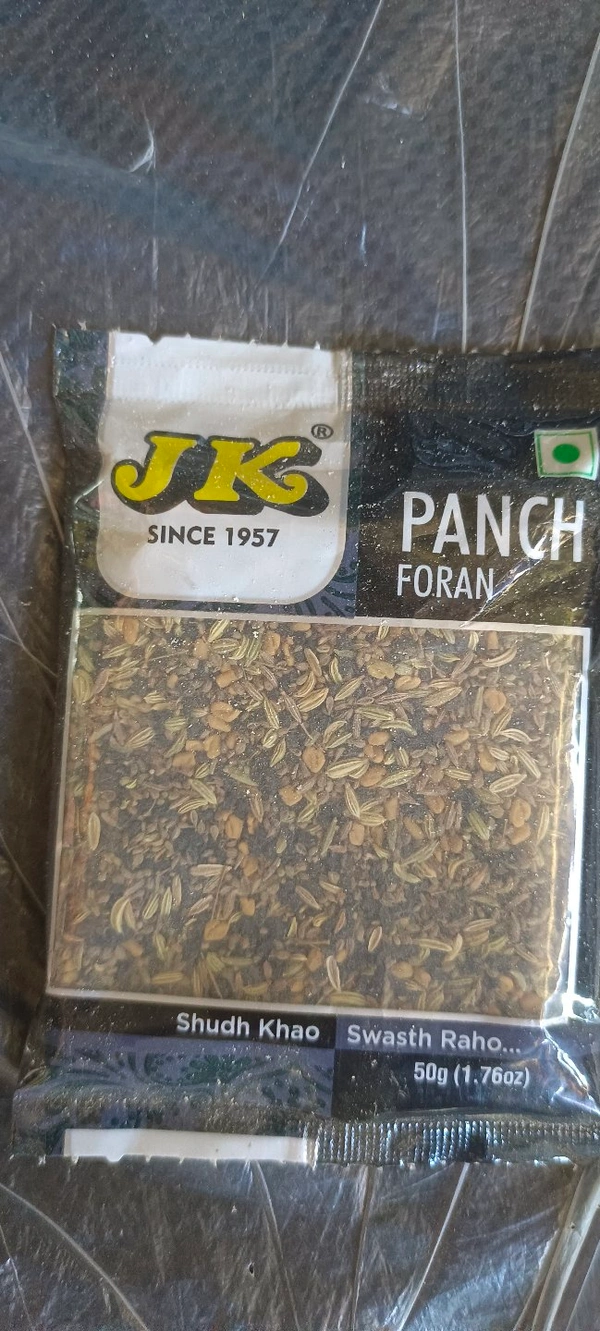 JK®
SINCE 1957
PANCH
FORAN
Shudh Khao Swasth Raho...
50g (1.76oz)